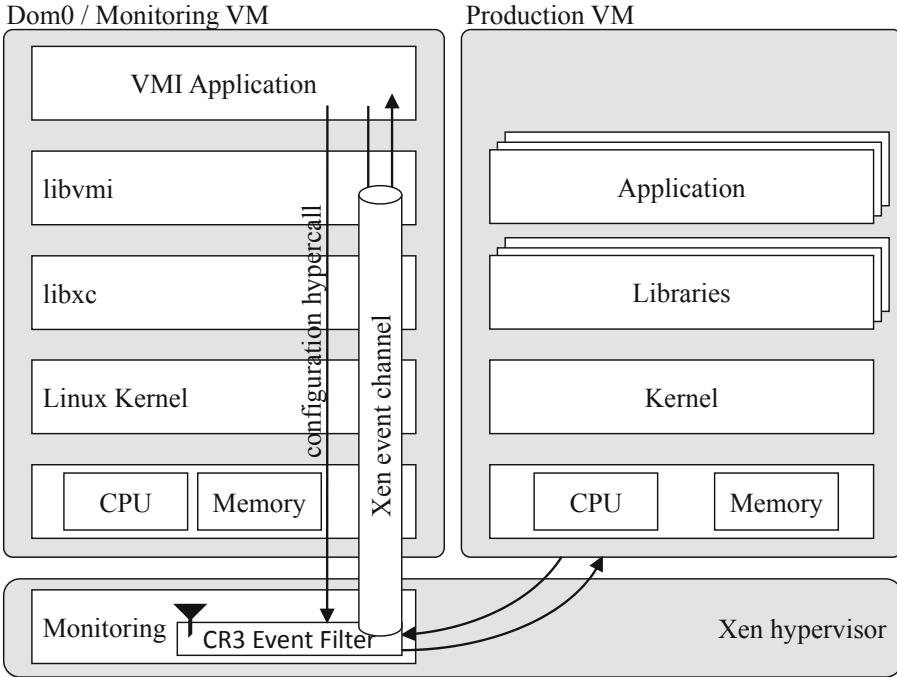 Dom0 / Monitoring VM
VMI Application
libvmi
libxc
Linux Kernel
CPU
Memory
configuration hypercall
Xen event channel
Production VM
Application
Libraries
Kernel
CPU
Memory
Monitoring
CR3 Event Filter
Xen hypervisor